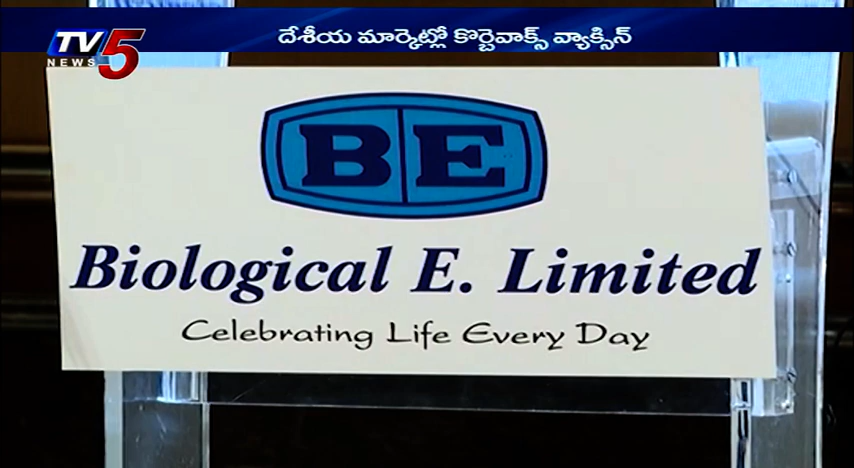 TV5
NEWS
దేశీయ మార్కెట్లో కొర్బెవాక్స్ వ్యాక్సిన్
BE
Biological E. Limited
Celebrating Life Every Day